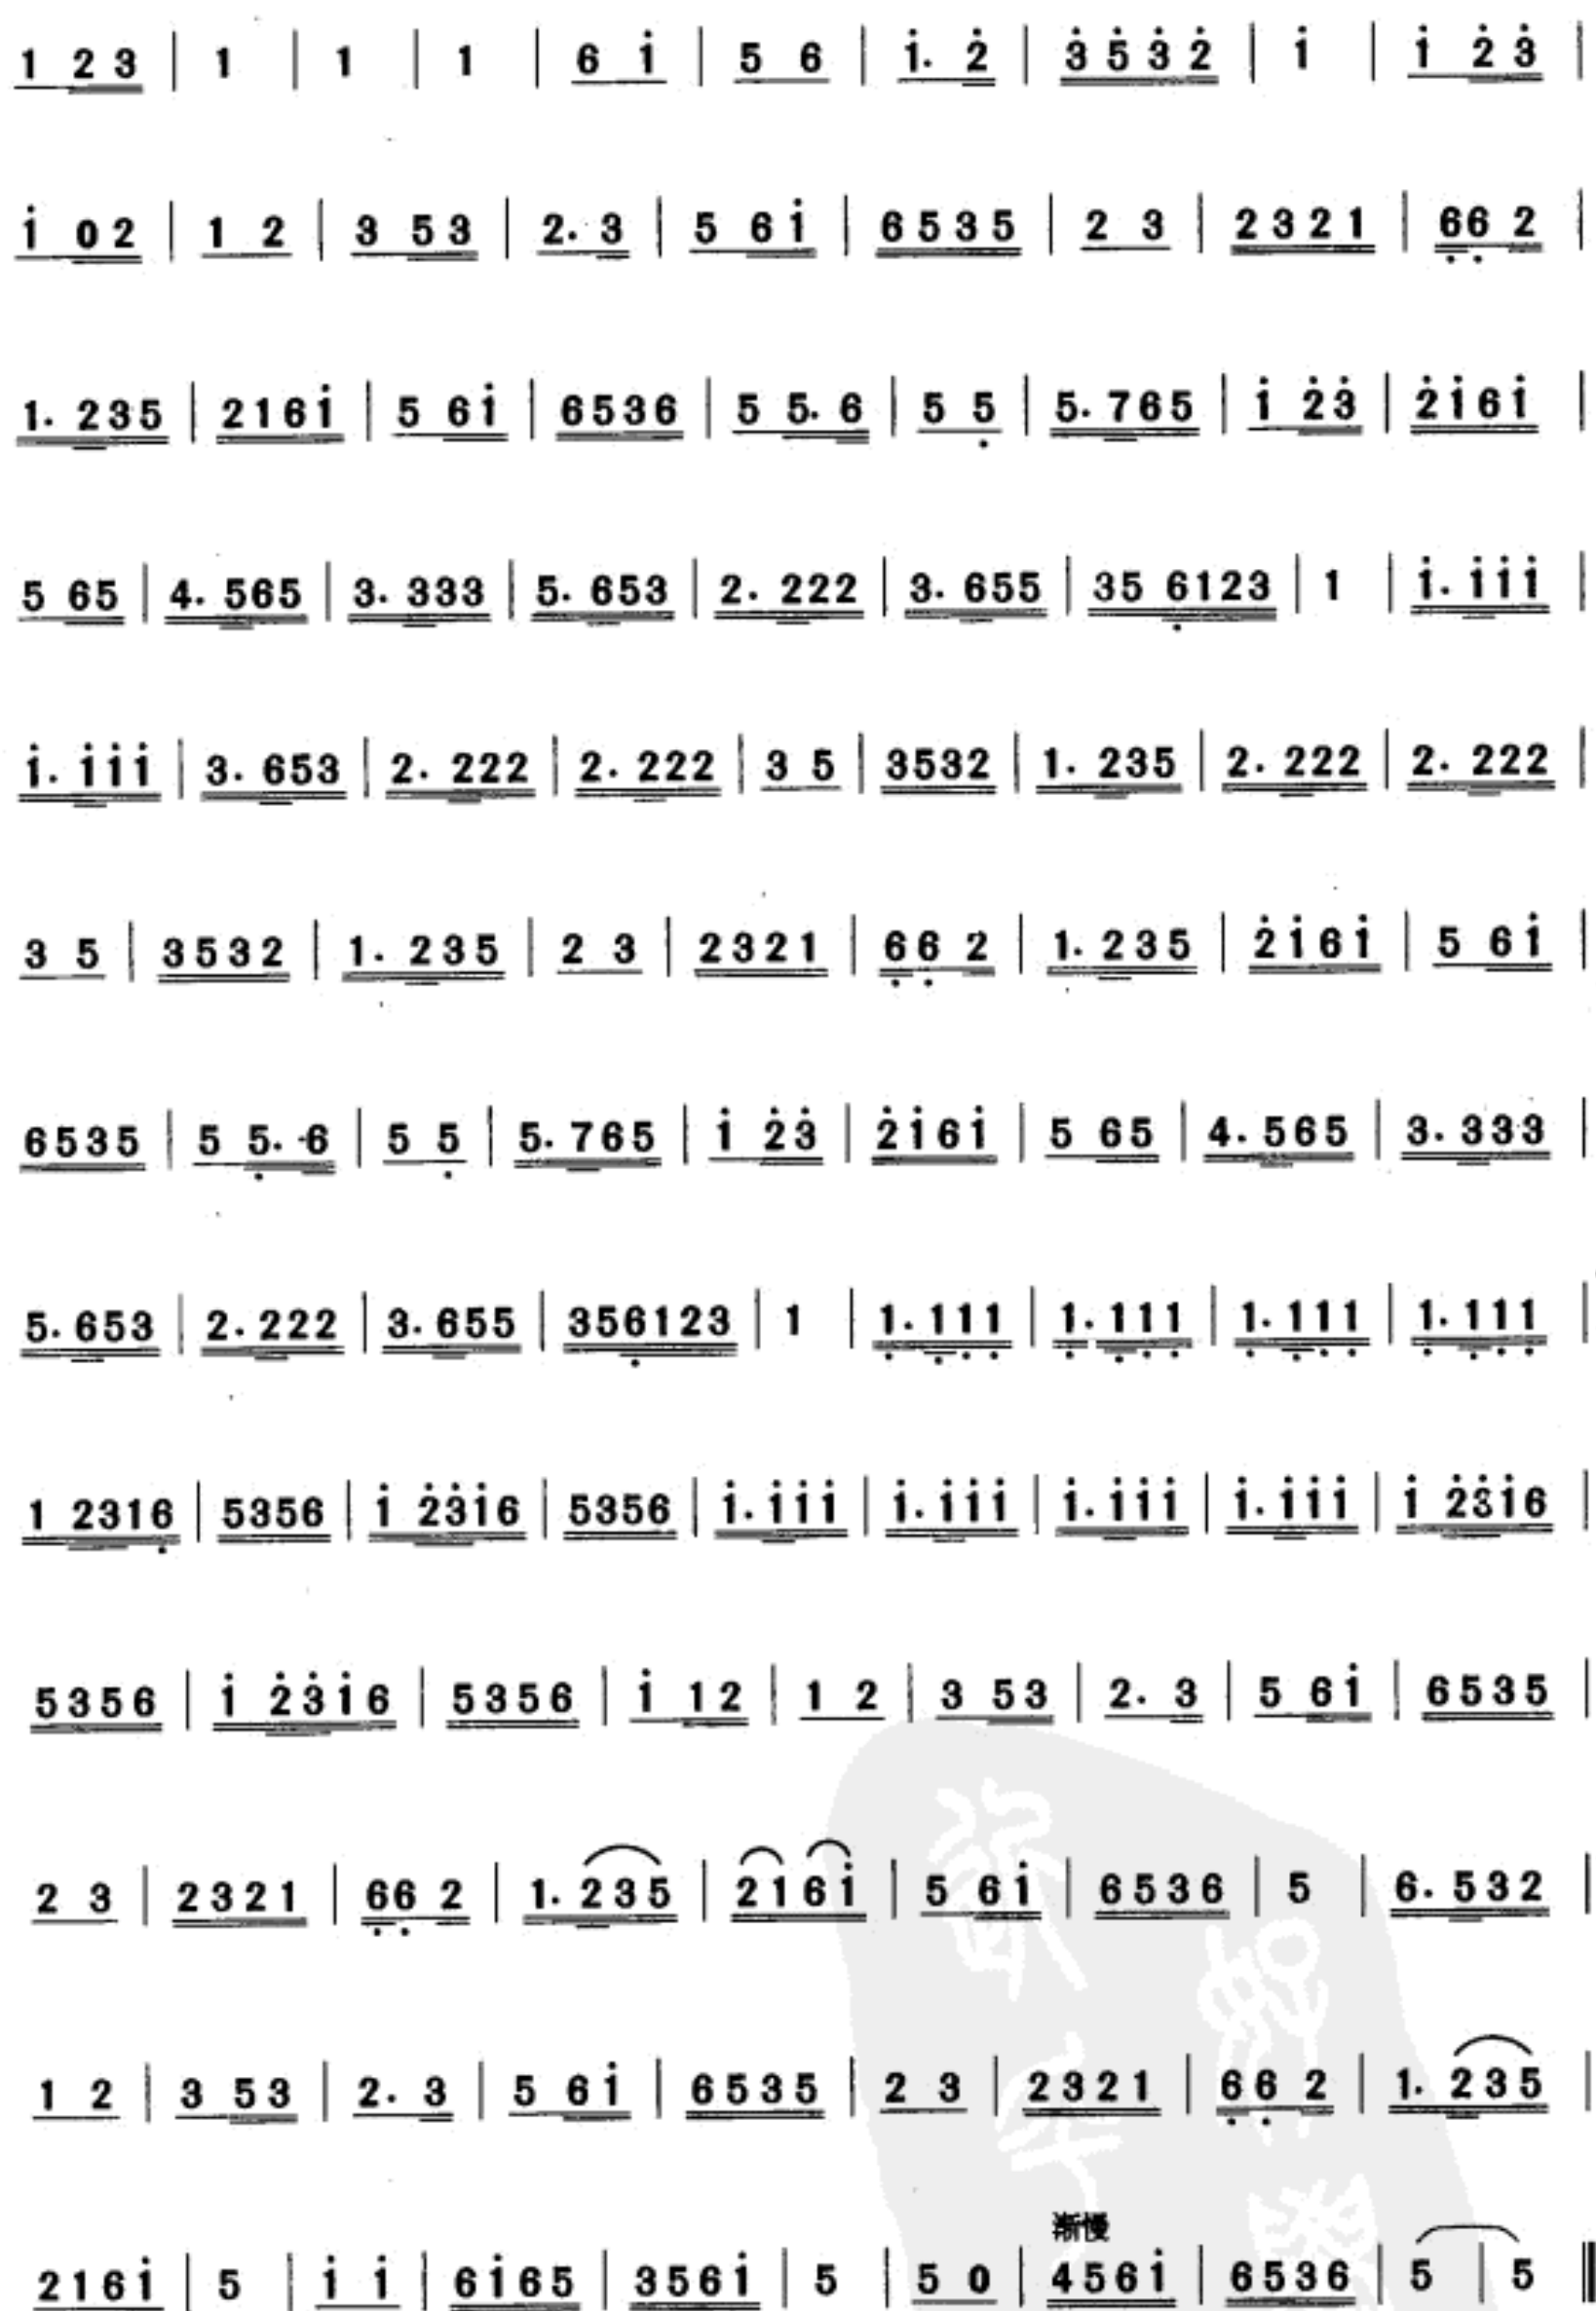 1 2 3 | 1 | 1 | 1 | 6 i̇ | 5 6 | i̇. 2̇ | 3̇ 5̇ 3̇ 2̇ | i̇ | i̇ 2̇ 3̇ |
i̇ 0 2 | 1 2 | 3 5 3 | 2. 3 | 5 6 i̇ | 6 5 3 5 | 2 3 | 2 3 2 1 | 6̣ 6̣ 2 |
1. 2 3 5 | 2 1 6 i̇ | 5 6 i̇ | 6 5 3 6 | 5 5. 6 | 5 5̣ | 5. 7 6 5 | i̇ 2̇ 3̇ | 2̇ i̇ 6 i̇ |
5 6 5 | 4. 5 6 5 | 3. 3 3 3 | 5. 6 5 3 | 2. 2 2 2 | 3. 6 5 5 | 3 5 6̣ 1 2 3 | 1 | i̇. i̇ i̇ i̇ |
i̇. i̇ i̇ i̇ | 3. 6 5 3 | 2. 2 2 2 | 2. 2 2 2 | 3 5 | 3 5 3 2 | 1. 2 3 5 | 2. 2 2 2 | 2. 2 2 2 |
3 5 | 3 5 3 2 | 1. 2 3 5 | 2 3 | 2 3 2 1 | 6̣ 6̣ 2 | 1. 2 3 5 | 2̇ i̇ 6 i̇ | 5 6 i̇ |
6 5 3 5 | 5 5̣. 6 | 5 5̣ | 5. 7 6 5 | i̇ 2̇ 3̇ | 2̇ i̇ 6 i̇ | 5 6 5 | 4. 5 6 5 | 3. 3 3 3 |
5. 6 5 3 | 2. 2 2 2 | 3. 6 5 5 | 3 5 6̣ 1 2 3 | 1 | 1̣. 1̣ 1̣ 1̣ | 1̣. 1̣ 1̣ 1̣ | 1̣. 1̣ 1̣ 1̣ | 1̣. 1̣ 1̣ 1̣ |
1 2 3 1 6̣ | 5 3 5 6 | i̇ 2̇ 3̇ i̇ 6 | 5 3 5 6 | i̇. i̇ i̇ i̇ | i̇. i̇ i̇ i̇ | i̇. i̇ i̇ i̇ | i̇. i̇ i̇ i̇ | i̇ 2̇ 3̇ i̇ 6 |
5 3 5 6 | i̇ 2̇ 3̇ i̇ 6 | 5 3 5 6 | i̇ 1 2 | 1 2 | 3 5 3 | 2. 3 | 5 6 i̇ | 6 5 3 5 |
2 3 | 2 3 2 1 | 6̣ 6̣ 2 | 1. 2 3 5 | 2 1 6 i̇ | 5 6 i̇ | 6 5 3 6 | 5 | 6. 5 3 2 |
1 2 | 3 5 3 | 2. 3 | 5 6 i̇ | 6 5 3 5 | 2 3 | 2 3 2 1 | 6̣ 6̣ 2 | 1. 2 3 5 |
渐慢
2 1 6 i̇ | 5 | i̇ i̇ | 6 i̇ 6 5 | 3 5 6 i̇ | 5 | 5 0 | 4 5 6 i̇ | 6 5 3 6 | 5 | 5 ‖